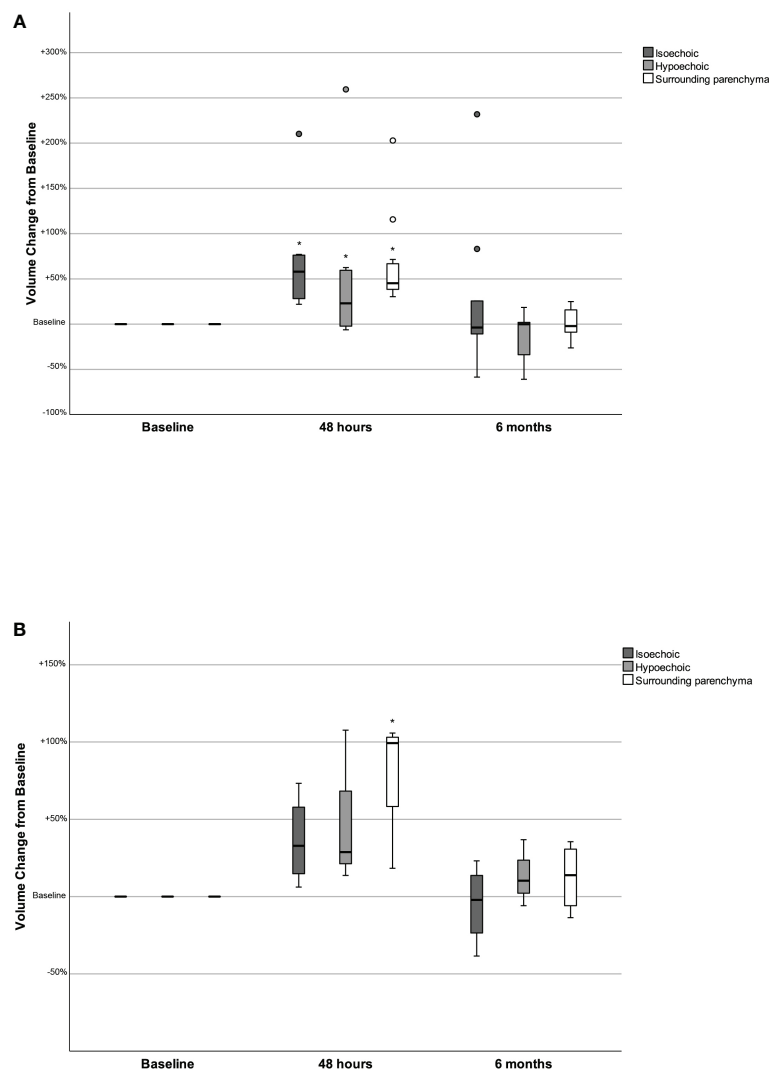 A
Isoechoic
Hypoechoic
Surrounding parenchyma
Volume Change from Baseline
+300%
+250%
+200%
+150%
+100%
+50%
Baseline
-50%
-100%
* * *
Baseline 48 hours 6 months
B
Isoechoic
Hypoechoic
Surrounding parenchyma
Volume Change from Baseline
+150%
+100%
+50%
Baseline
-50%
*
Baseline 48 hours 6 months